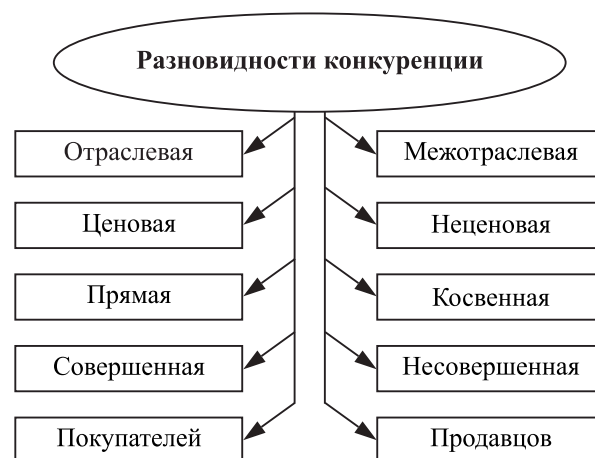 Разновидности конкуренции
Отраслевая
Межотраслевая
Ценовая
Неценовая
Прямая
Косвенная
Совершенная
Несовершенная
Покупателей
Продавцов